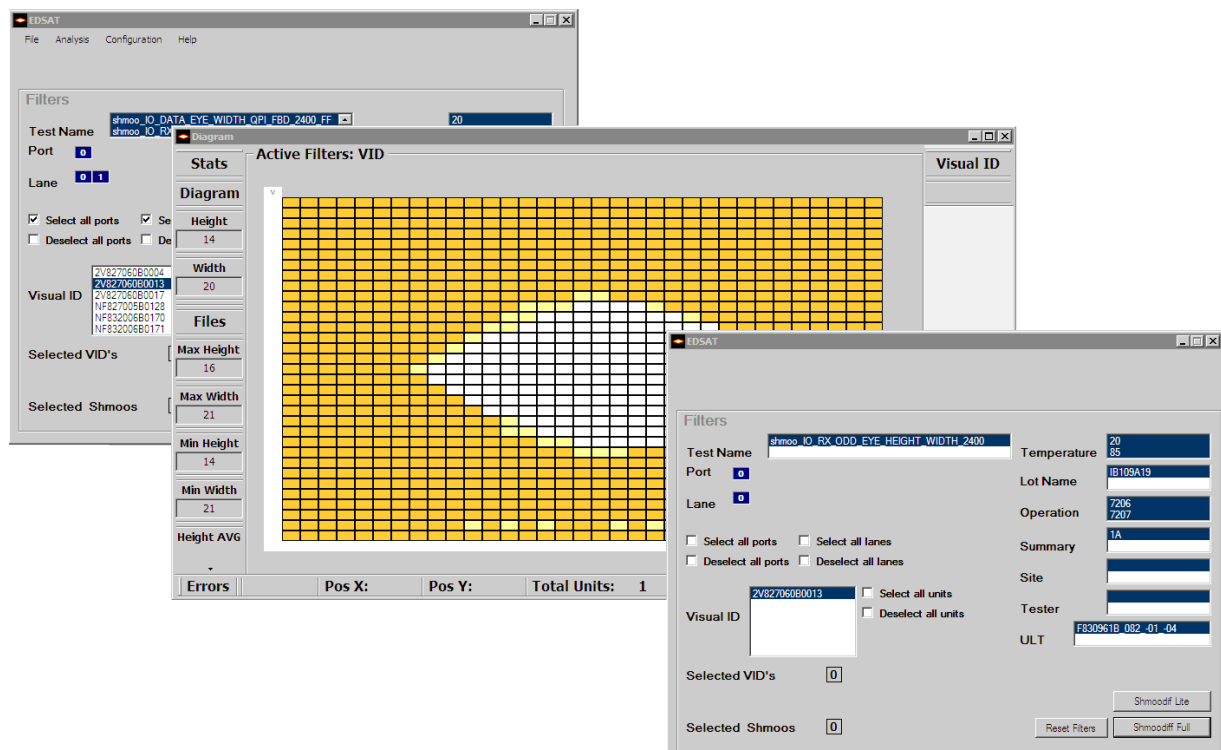 EDSAT
File Analysis Configuration Help
Filters
Test Name
shmoo_IO_DATA_EYE_WIDTH_QPI_FBD_2400_FF
20
Port 0
Lane 0 1
Select all ports
Deselect all ports
Visual ID
2V827060B0004
2V827060B0013
2V827060B0017
NF827005B0128
NF832006B0170
NF832006B0171
Selected VID's
Selected Shmoos
Diagram
Stats
Active Filters: VID
Visual ID
Diagram
v
Height
14
Width
20
Files
Max Height
16
Max Width
21
Min Height
14
Min Width
21
Height AVG
Errors Pos X: Pos Y: Total Units: 1
EDSAT
Filters
Test Name
shmoo_IO_RX_ODD_EYE_HEIGHT_WIDTH_2400
Port 0
Lane 0
Select all ports Select all lanes
Deselect all ports Deselect all lanes
Visual ID
2V827060B0013
Select all units
Deselect all units
Selected VID's 0
Selected Shmoos 0
Temperature
20
85
Lot Name
IB109A19
Operation
7206
7207
Summary
1A
Site
Tester
ULT
F830961B_082_-01_-04
Shmoodif Lite
Reset Filters Shmoodiff Full